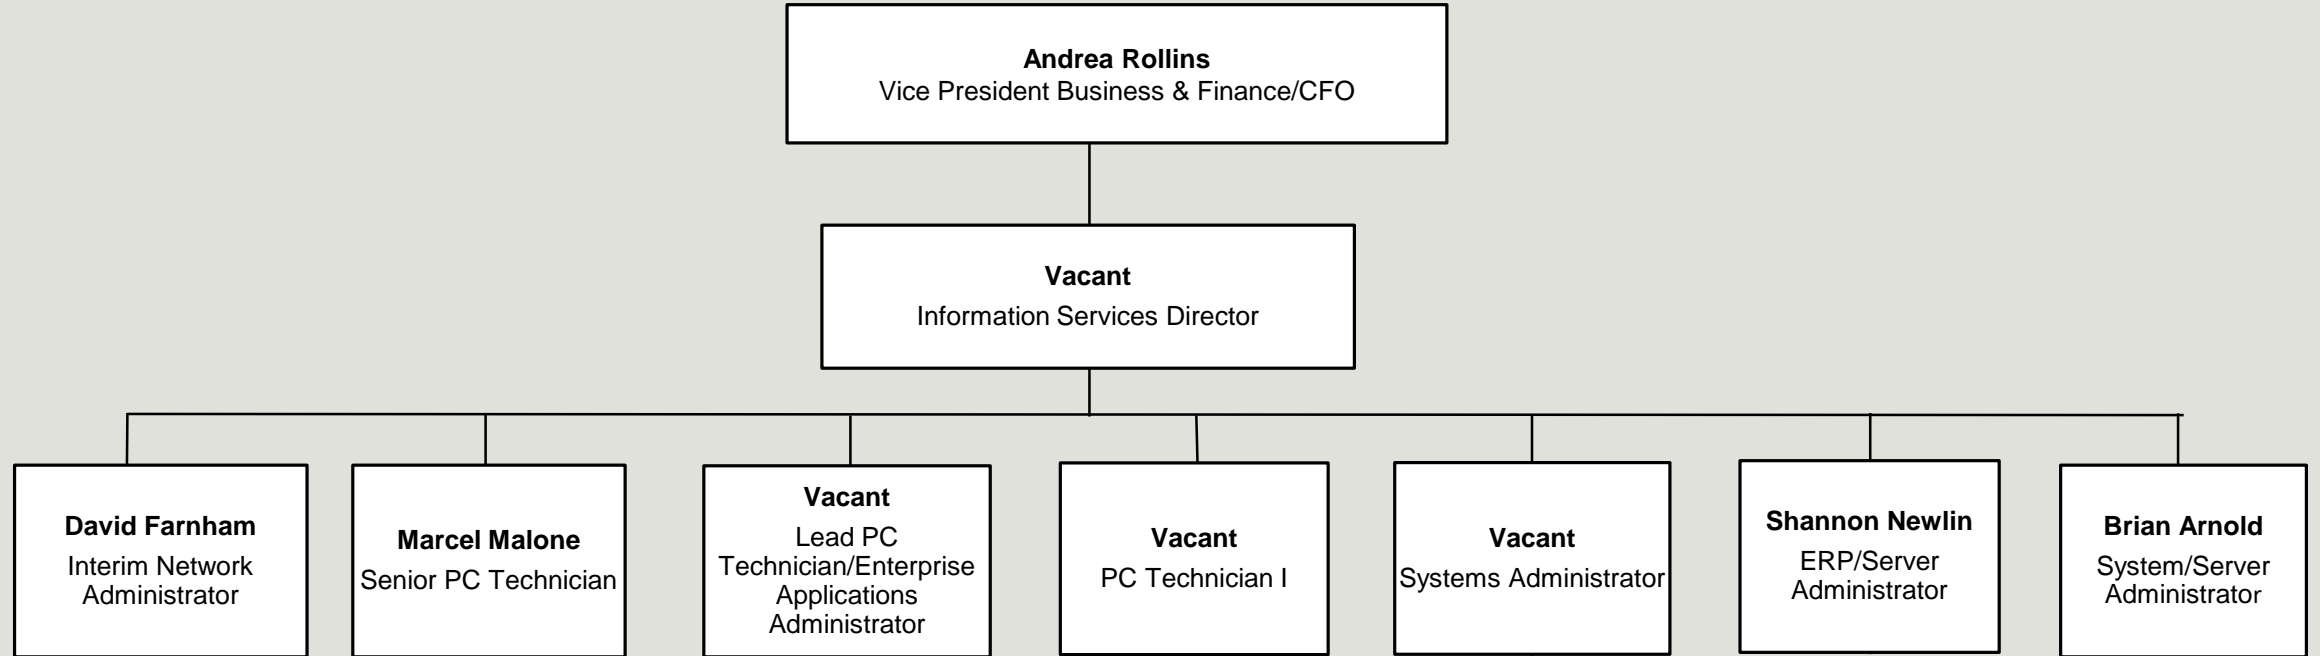 Andrea Rollins
Vice President Business & Finance/CFO
Vacant
Information Services Director
David Farnham
Interim Network
Administrator
Marcel Malone
Senior PC Technician
Vacant
Lead PC
Technician/Enterprise
Applications
Administrator
Vacant
PC Technician I
Vacant
Systems Administrator
Shannon Newlin
ERP/Server
Administrator
Brian Arnold
System/Server
Administrator